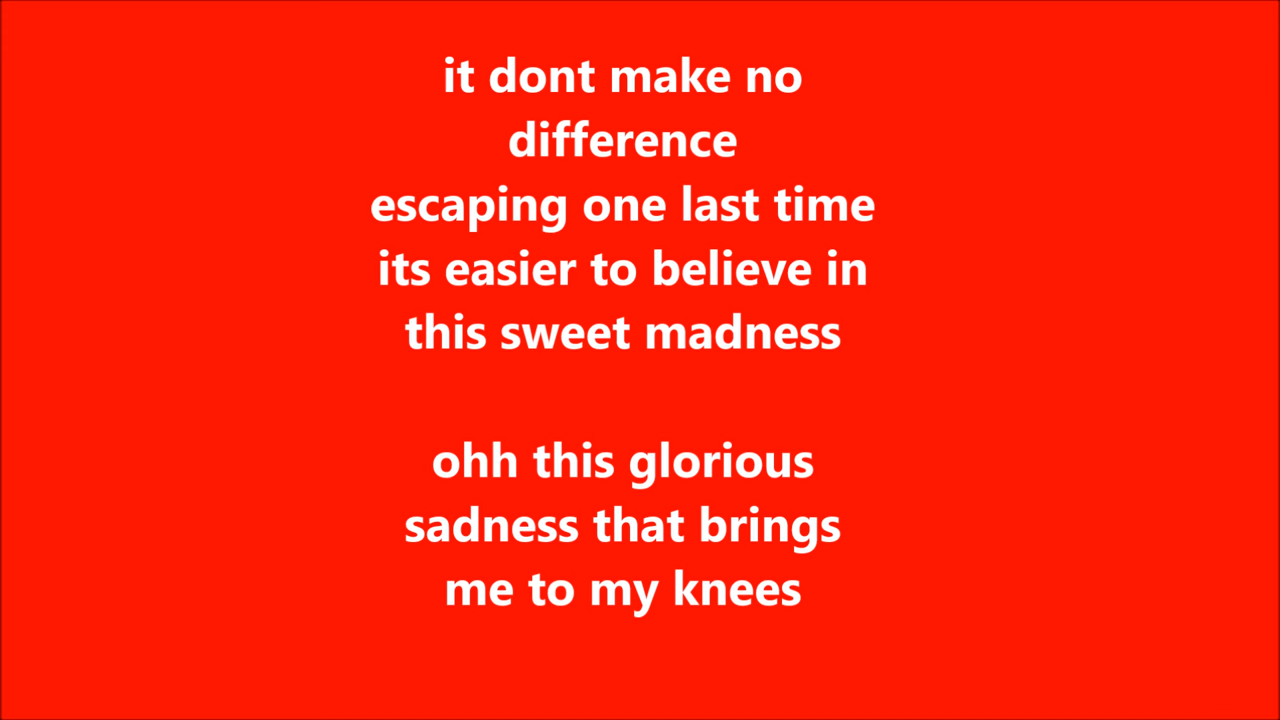 it dont make no
difference
escaping one last time
its easier to believe in
this sweet madness
ohh this glorious
sadness that brings
me to my knees